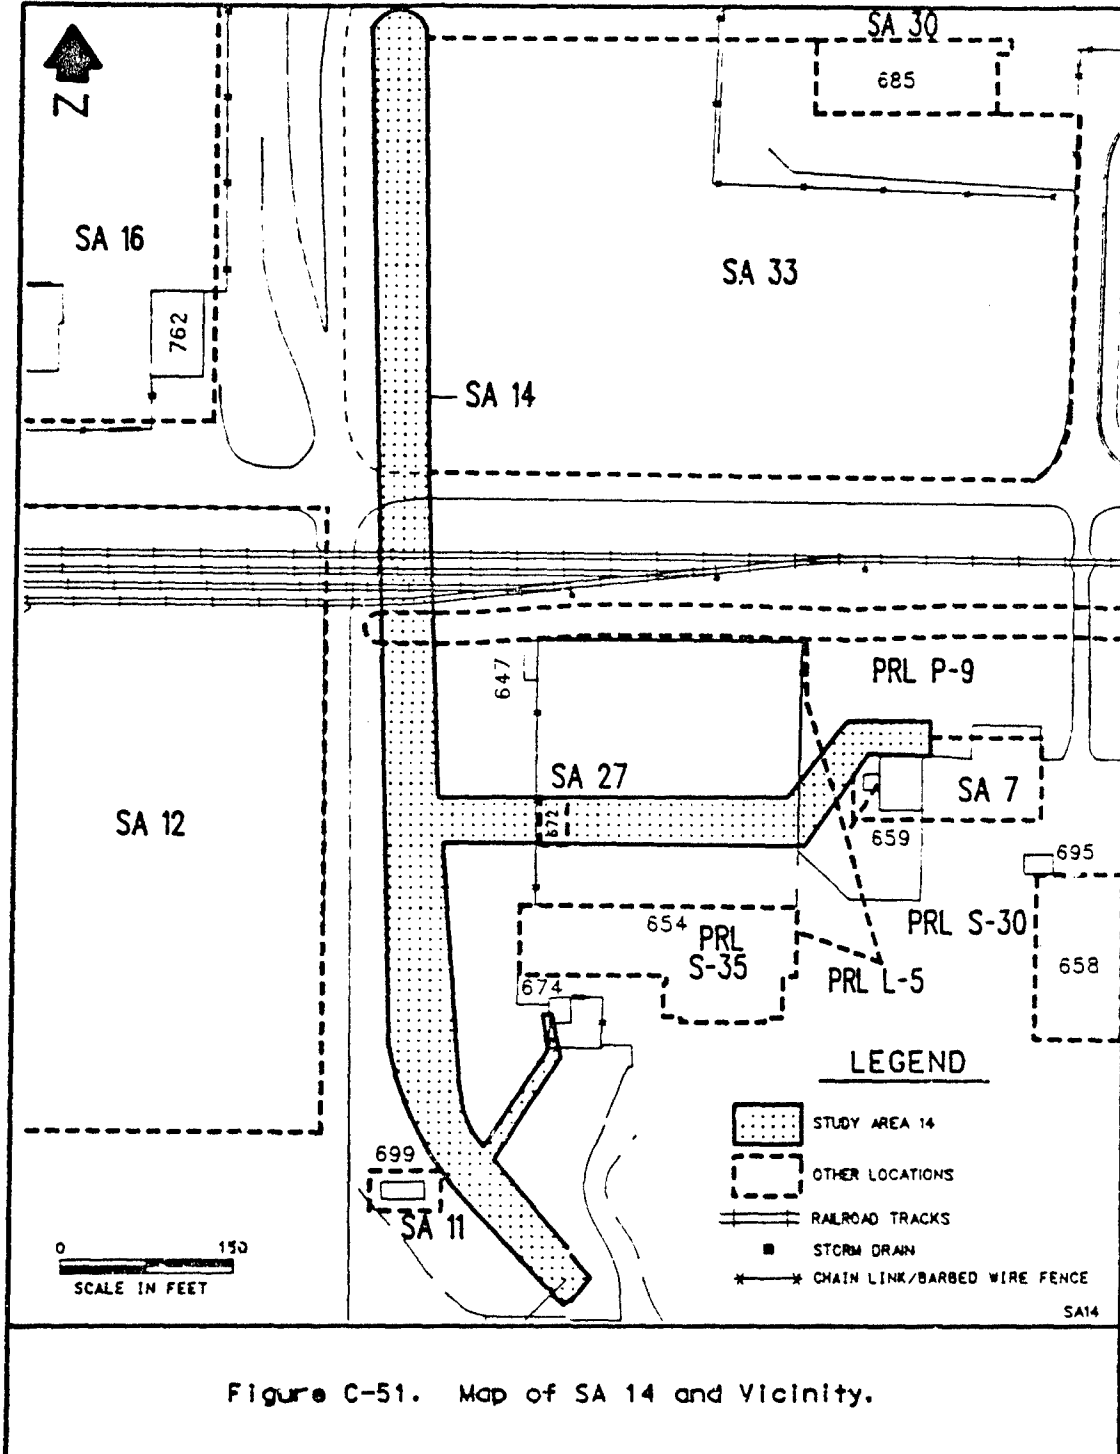 SA 30
685
N
SA 16
SA 33
762
SA 14
647
PRL P-9
SA 27
SA 7
SA 12
672
659
695
654
PRL
S-35
PRL S-30
658
PRL L-5
674
LEGEND
STUDY AREA 14
OTHER LOCATIONS
RAILROAD TRACKS
STORM DRAIN
CHAIN LINK/BARBED WIRE FENCE
699
SA 11
0 150
SCALE IN FEET
SA14
Figure C-51. Map of SA 14 and Vicinity.